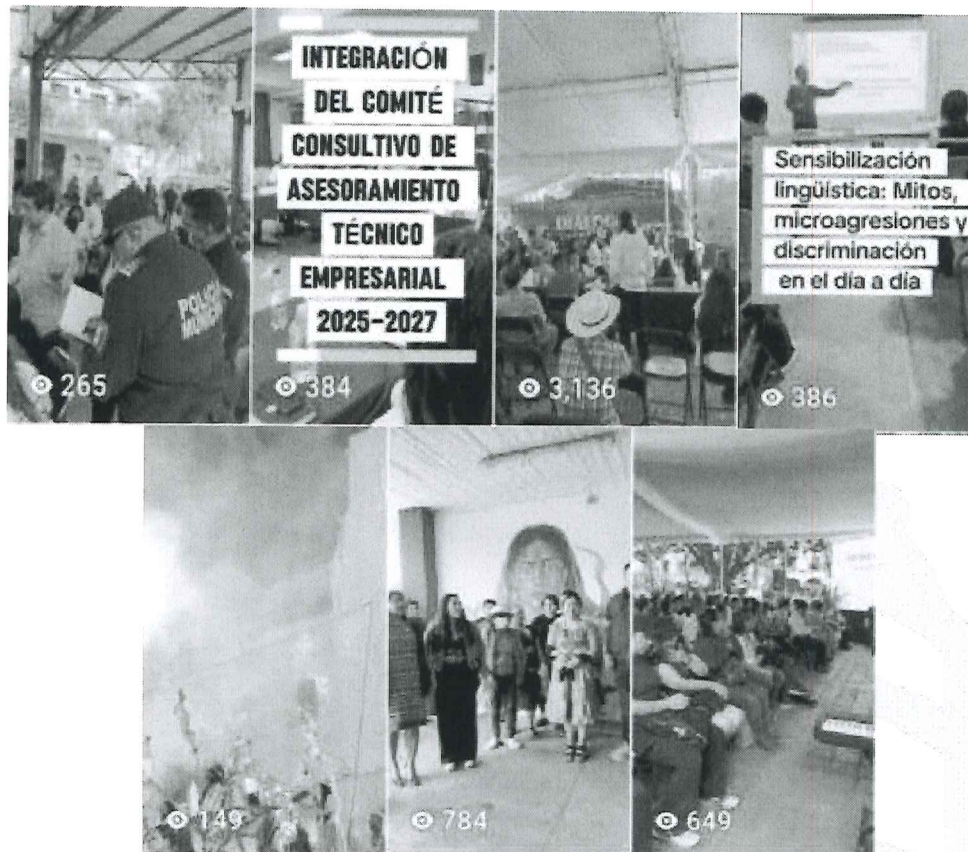 POLICÍA
265
INTEGRACIÓN
DEL COMITÉ
CONSULTIVO DE
ASESORAMIENTO
TÉCNICO
EMPRESARIAL
2025-2027
384
3,136
Sensibilización
lingüística: Mitos,
microagresiones y
discriminación
en el día a día
386
149
784
649